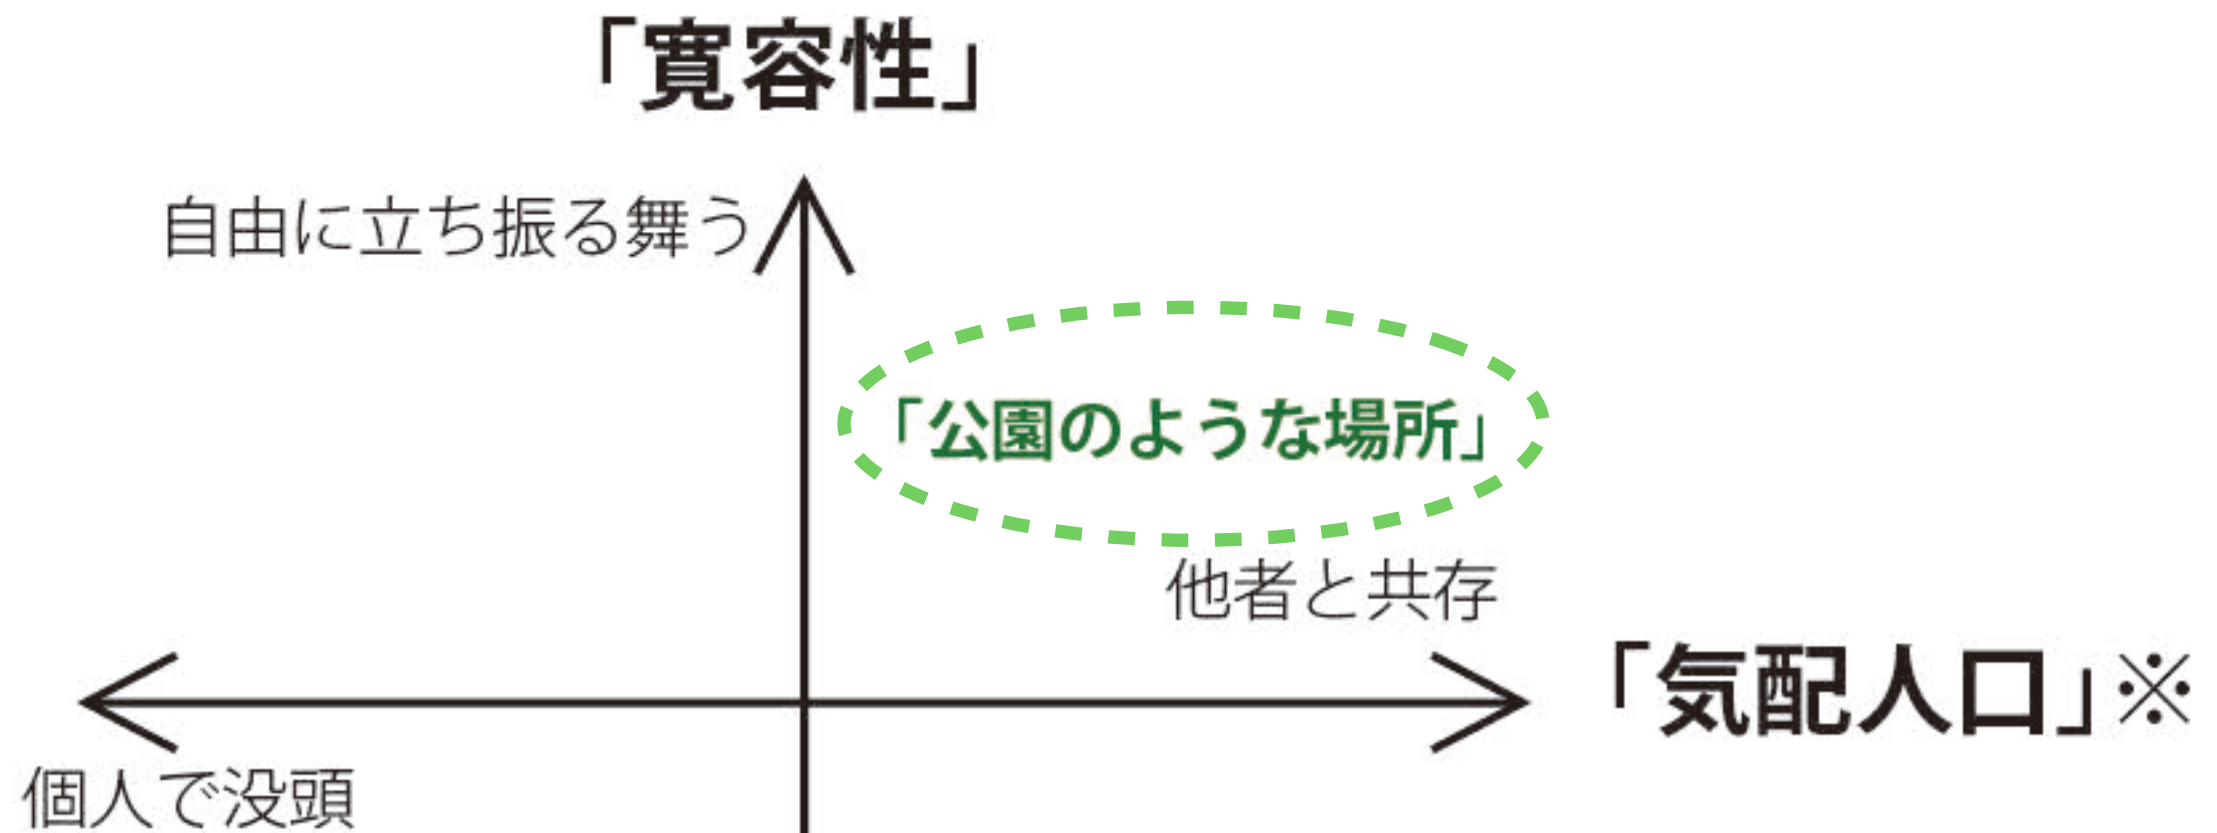 「寛容性」
自由に立ち振る舞う
「公園のような場所」
他者と共存
「気配人口」※
個人で没頭